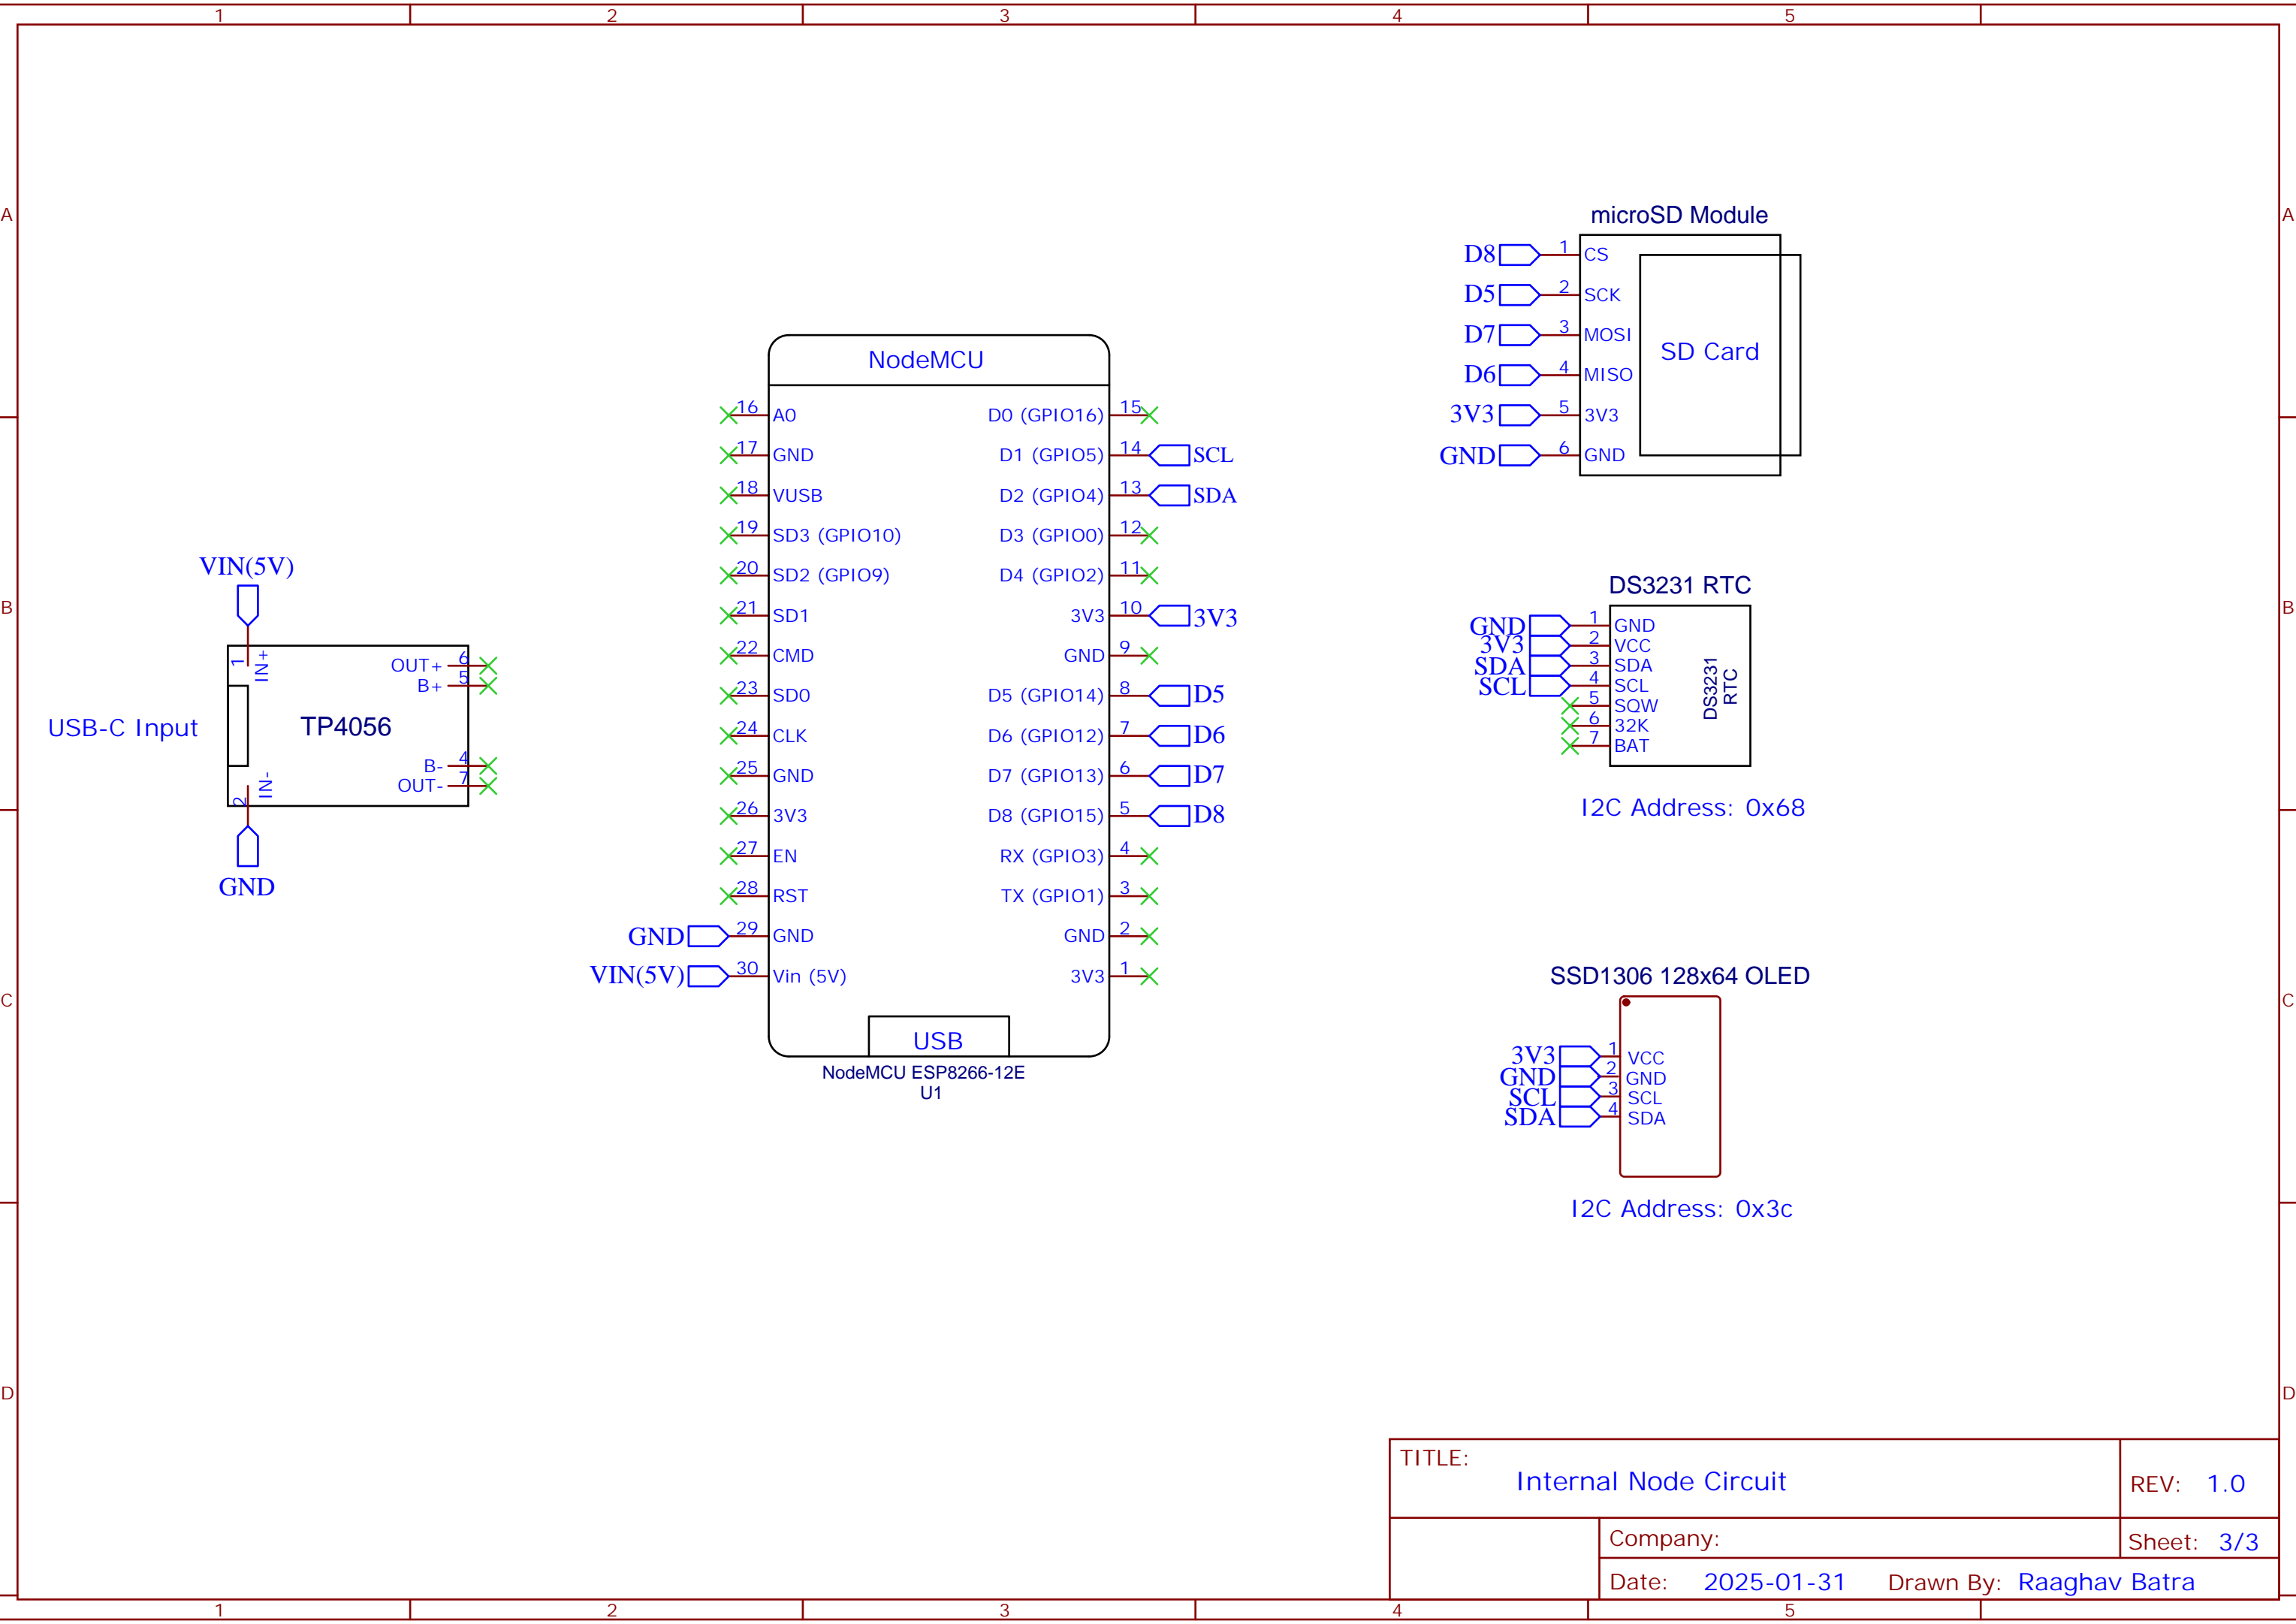 1 2 3 4 5
A A
B B
C C
D D
USB-C Input
VIN(5V)
1 IN+
TP4056
OUT+ 6
B+ 5
B- 4
OUT- 7
2 IN-
GND
NodeMCU
16 A0
17 GND
18 VUSB
19 SD3 (GPIO10)
20 SD2 (GPIO9)
21 SD1
22 CMD
23 SD0
24 CLK
25 GND
26 3V3
27 EN
28 RST
GND 29 GND
VIN(5V) 30 Vin (5V)
D0 (GPIO16) 15
D1 (GPIO5) 14 SCL
D2 (GPIO4) 13 SDA
D3 (GPIO0) 12
D4 (GPIO2) 11
3V3 10 3V3
GND 9
D5 (GPIO14) 8 D5
D6 (GPIO12) 7 D6
D7 (GPIO13) 6 D7
D8 (GPIO15) 5 D8
RX (GPIO3) 4
TX (GPIO1) 3
GND 2
3V3 1
USB
NodeMCU ESP8266-12E
U1
microSD Module
D8 1 CS
D5 2 SCK
D7 3 MOSI
D6 4 MISO
3V3 5 3V3
GND 6 GND
SD Card
DS3231 RTC
GND 1 GND
3V3 2 VCC
SDA 3 SDA
SCL 4 SCL
5 SQW
6 32K
7 BAT
DS3231
RTC
I2C Address: 0x68
SSD1306 128x64 OLED
3V3 1 VCC
GND 2 GND
SCL 3 SCL
SDA 4 SDA
I2C Address: 0x3c
TITLE:
Internal Node Circuit
REV: 1.0
Company:
Sheet: 3/3
Date: 2025-01-31 Drawn By: Raaghav Batra
1 2 3 4 5